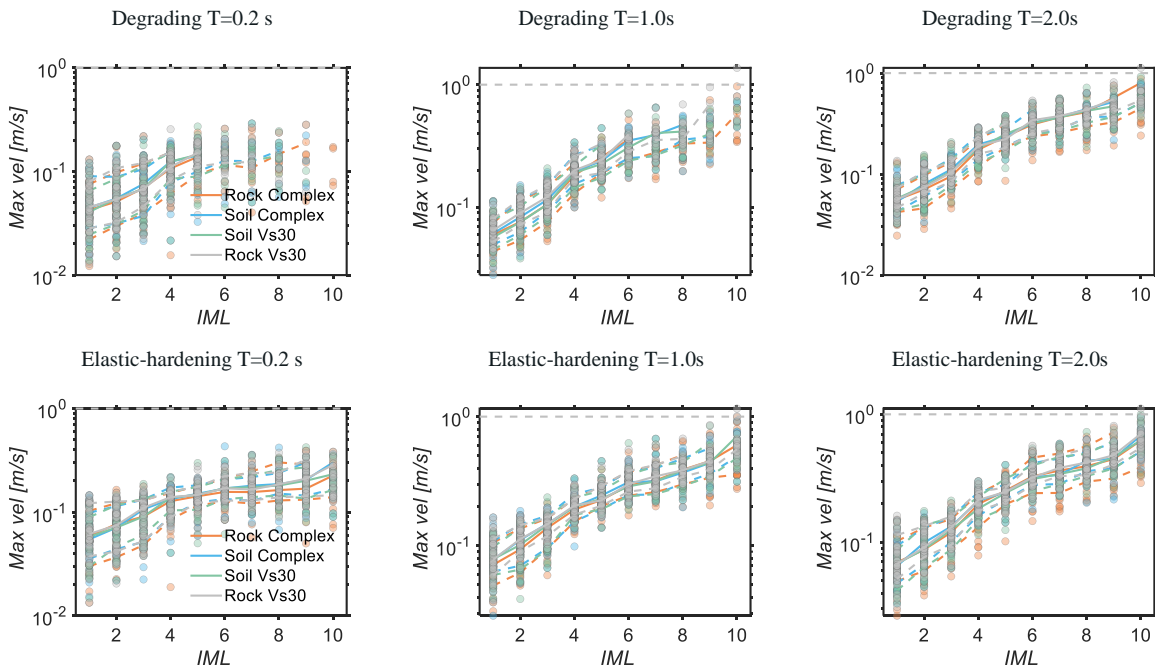 Degrading T=0.2 s
Degrading T=1.0s
Degrading T=2.0s
10^0
10^-1
10^-2
Max vel [m/s]
2 4 6 8 10
IML
Rock Complex
Soil Complex
Soil Vs30
Rock Vs30
10^0
10^-1
Max vel [m/s]
2 4 6 8 10
IML
10^0
10^-1
10^-2
Max vel [m/s]
2 4 6 8 10
IML
Elastic-hardening T=0.2 s
Elastic-hardening T=1.0s
Elastic-hardening T=2.0s
10^0
10^-1
10^-2
Max vel [m/s]
2 4 6 8 10
IML
Rock Complex
Soil Complex
Soil Vs30
Rock Vs30
10^0
10^-1
Max vel [m/s]
2 4 6 8 10
IML
10^0
10^-1
Max vel [m/s]
2 4 6 8 10
IML